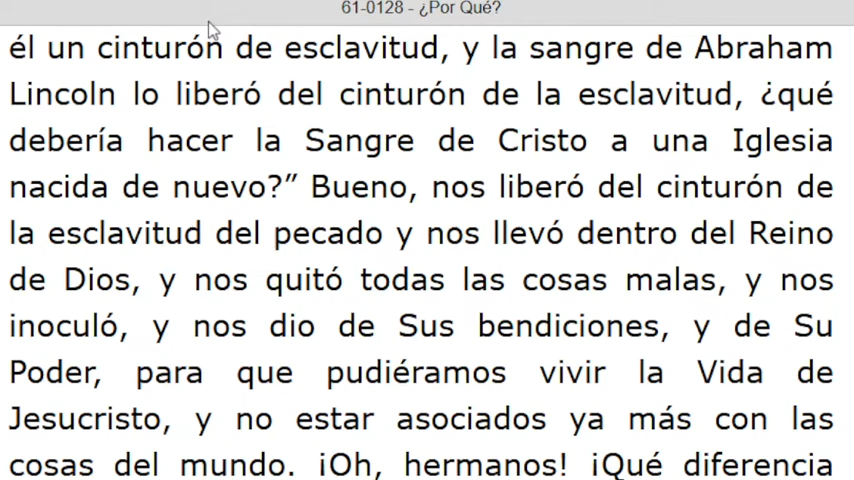 61-0128 - ¿Por Qué?
él un cinturón de esclavitud, y la sangre de Abraham
Lincoln lo liberó del cinturón de la esclavitud, ¿qué
debería hacer la Sangre de Cristo a una Iglesia
nacida de nuevo?” Bueno, nos liberó del cinturón de
la esclavitud del pecado y nos llevó dentro del Reino
de Dios, y nos quitó todas las cosas malas, y nos
inoculó, y nos dio de Sus bendiciones, y de Su
Poder, para que pudiéramos vivir la Vida de
Jesucristo, y no estar asociados ya más con las
cosas del mundo. ¡Oh, hermanos! ¡Qué diferencia